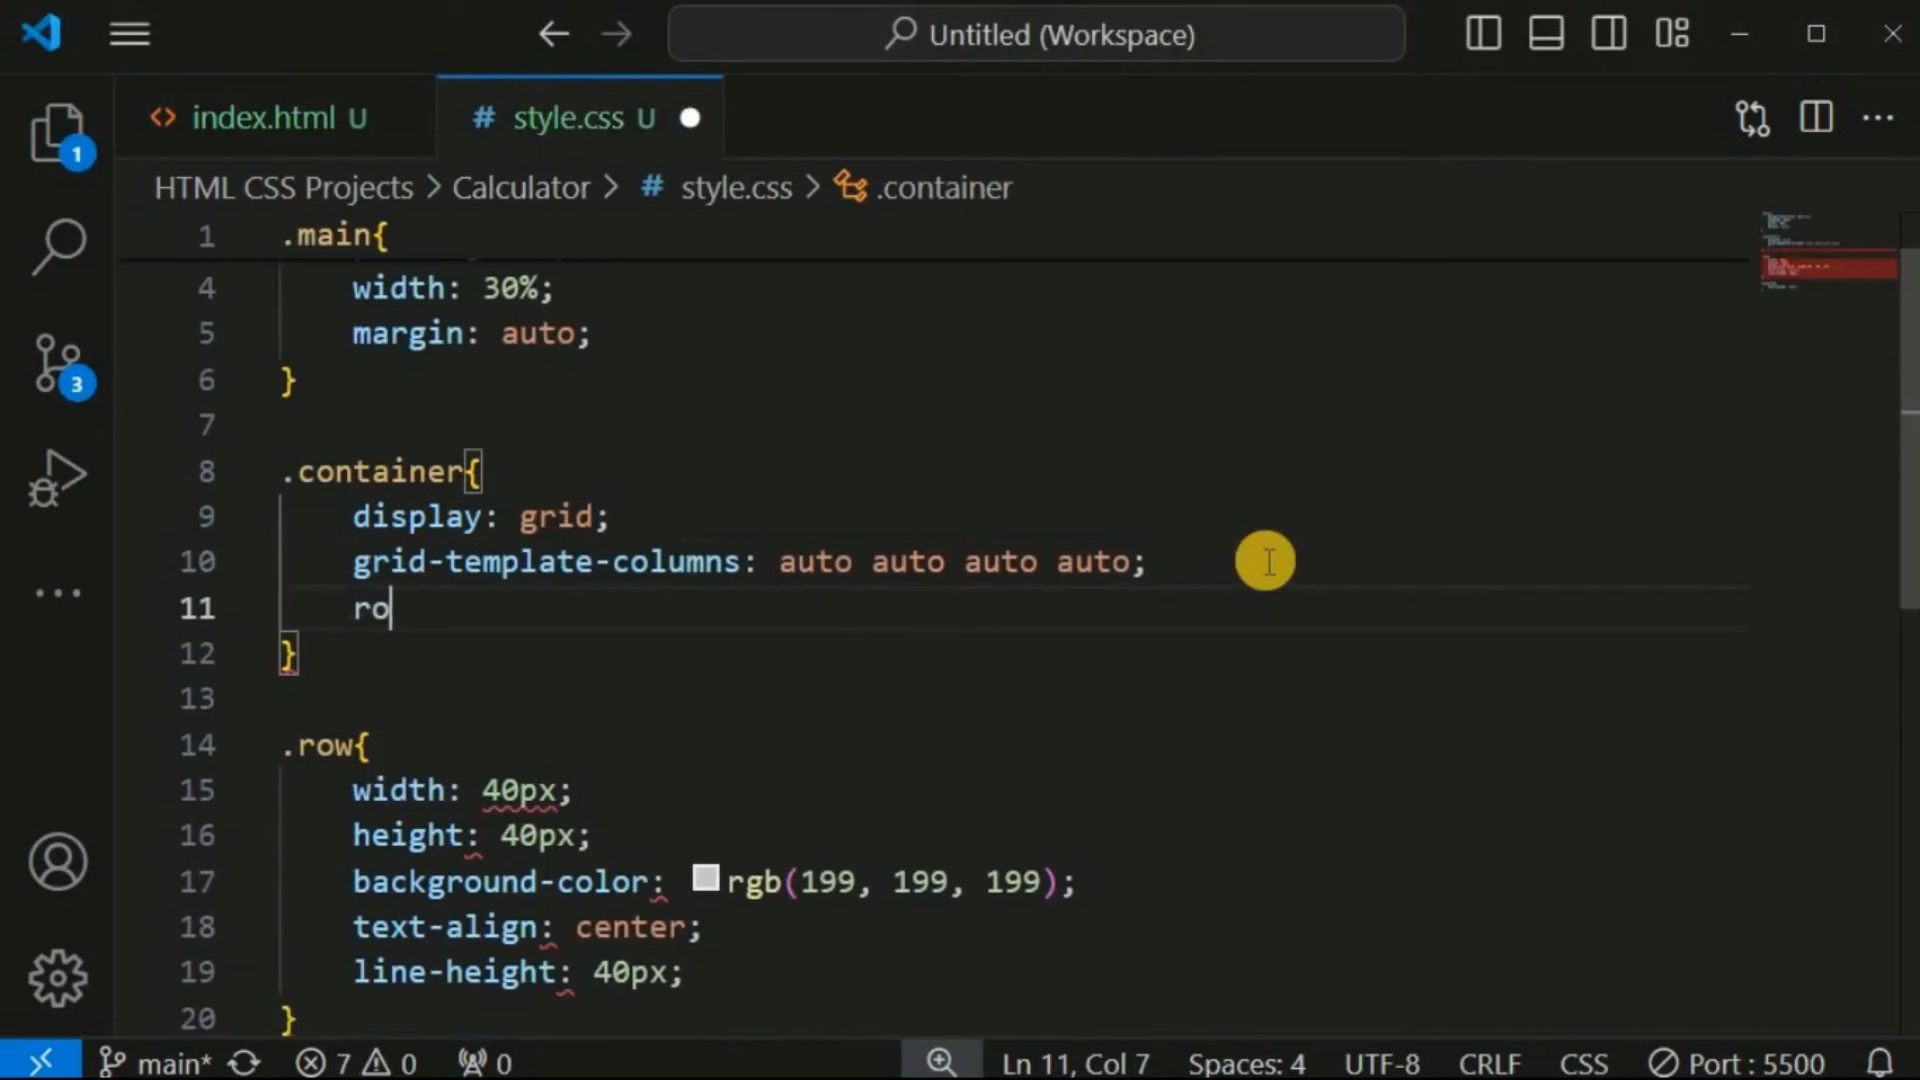 Untitled (Workspace)
index.html U
# style.css U
HTML CSS Projects > Calculator > # style.css > .container
1 .main{
4 width: 30%;
5 margin: auto;
6 }
7
8 .container{
9 display: grid;
10 grid-template-columns: auto auto auto auto;
11 ro
12 }
13
14 .row{
15 width: 40px;
16 height: 40px;
17 background-color: rgb(199, 199, 199);
18 text-align: center;
19 line-height: 40px;
20 }
1
3
main* 7 0 0 Ln 11, Col 7 Spaces: 4 UTF-8 CRLF CSS Port : 5500